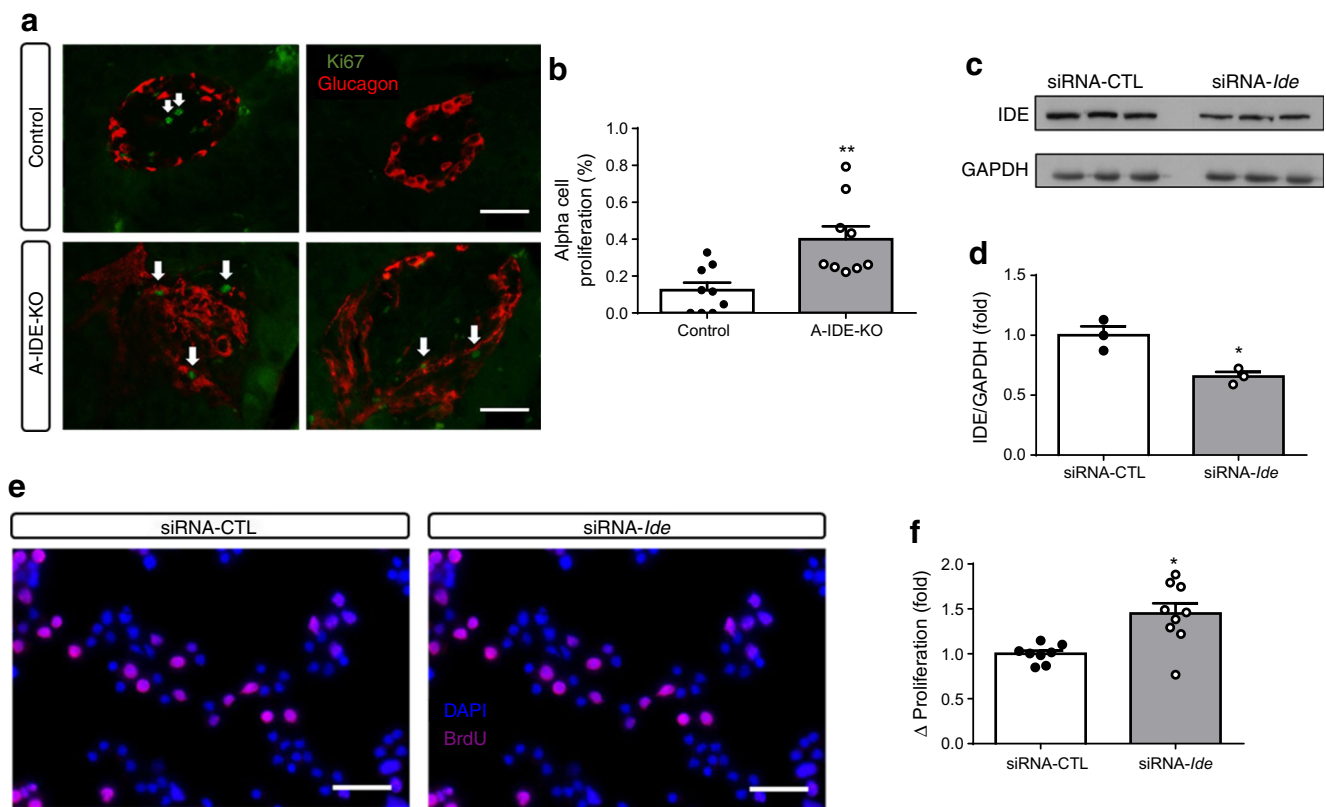 a
Control
Ki67
Glucagon
A-IDE-KO
b
Alpha cell
proliferation (%)
1.0
0.8
0.6
0.4
0.2
0.0
**
Control
A-IDE-KO
c
siRNA-CTL
siRNA-Ide
IDE
GAPDH
d
IDE/GAPDH (fold)
1.5
1.0
0.5
0.0
*
siRNA-CTL
siRNA-Ide
e
siRNA-CTL
siRNA-Ide
DAPI
BrdU
f
Δ Proliferation (fold)
2.0
1.5
1.0
0.5
0.0
*
siRNA-CTL
siRNA-Ide